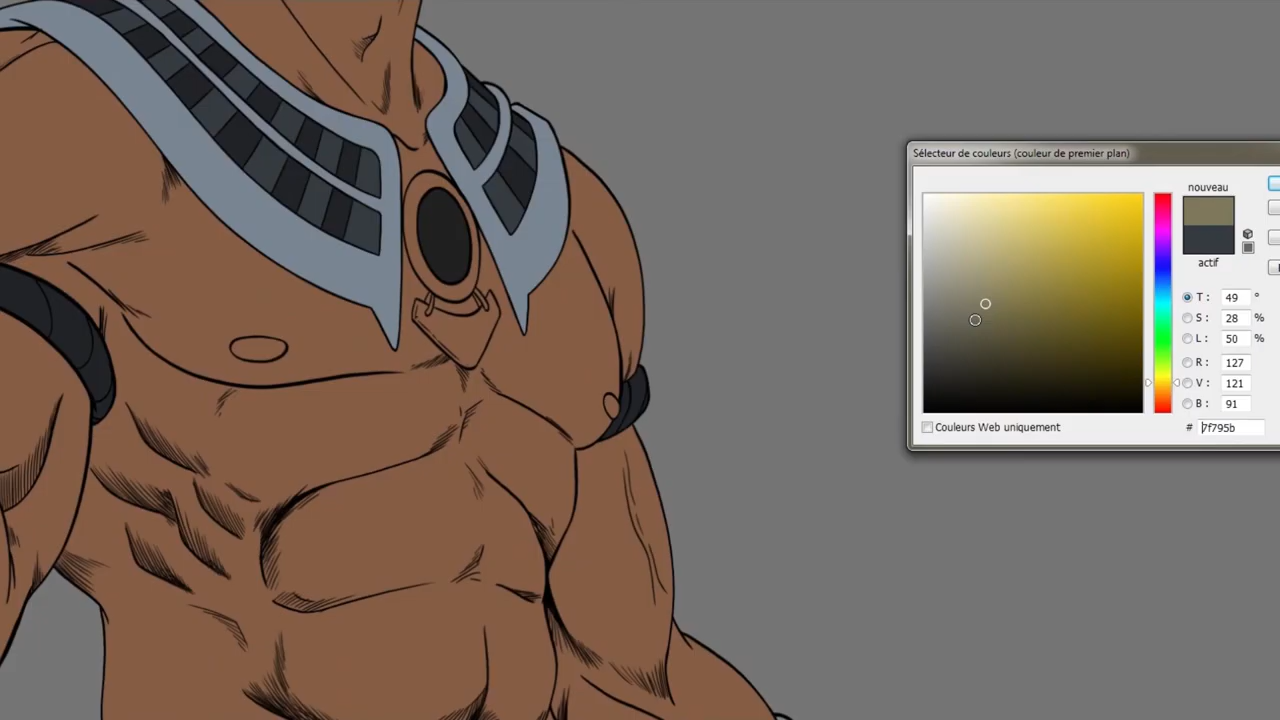 Sélecteur de couleurs (couleur de premier plan)
nouveau
actif
T : 49 °
S : 28 %
L : 50 %
R : 127
V : 121
B : 91
Couleurs Web uniquement
# 7f795b